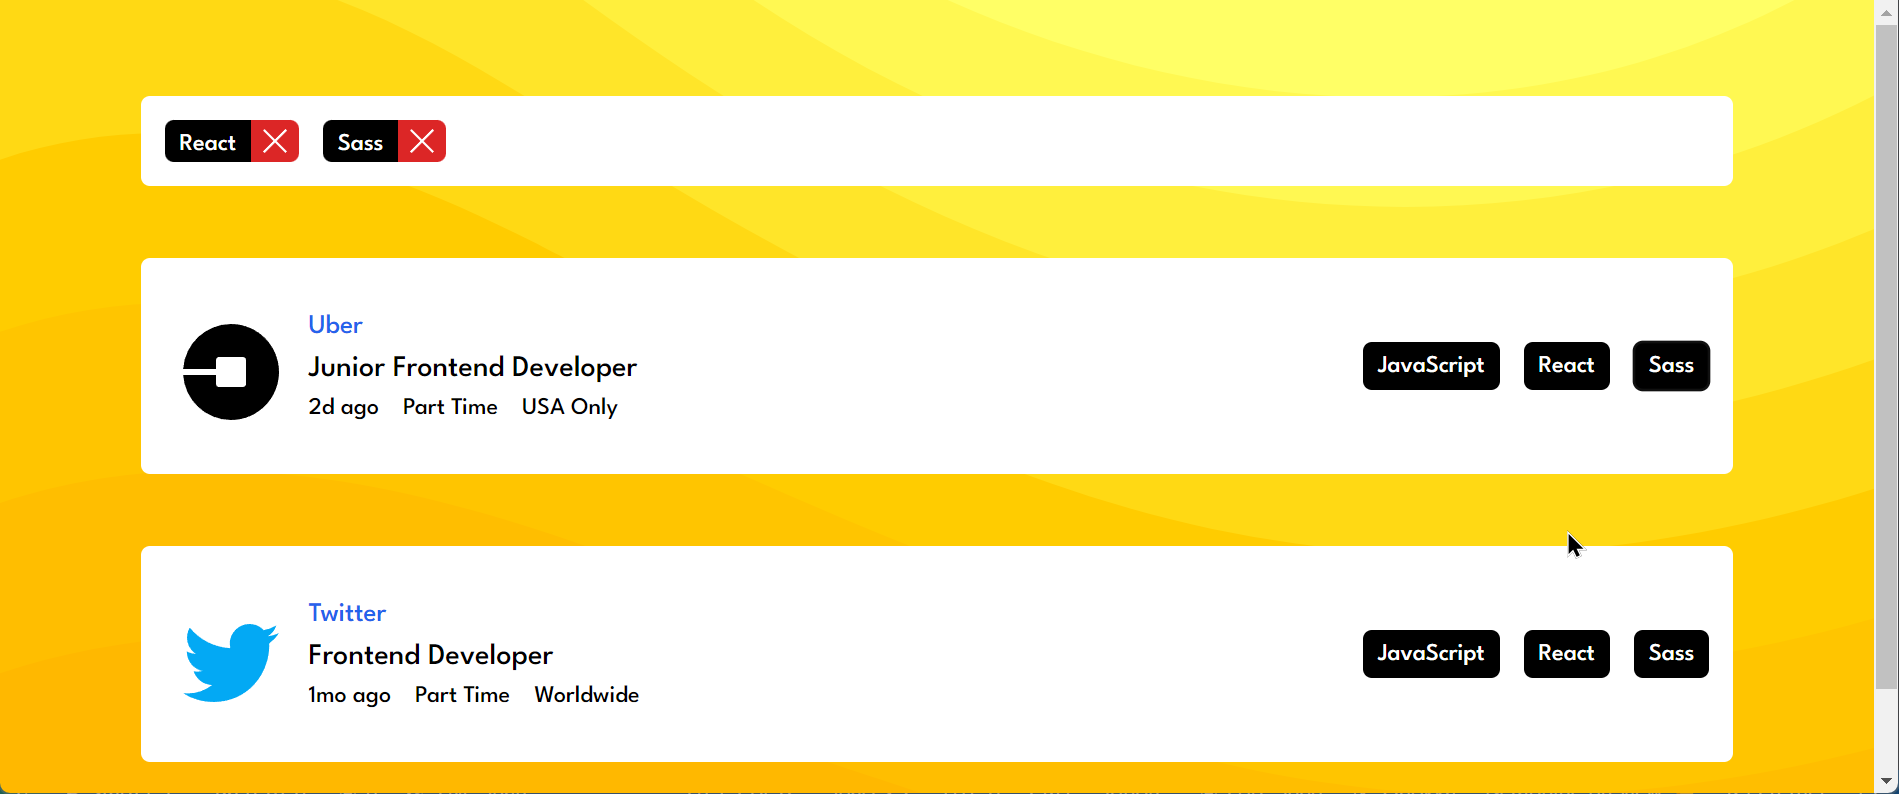 React Sass
Uber
Junior Frontend Developer
2d ago Part Time USA Only
JavaScript React Sass
Twitter
Frontend Developer
1mo ago Part Time Worldwide
JavaScript React Sass